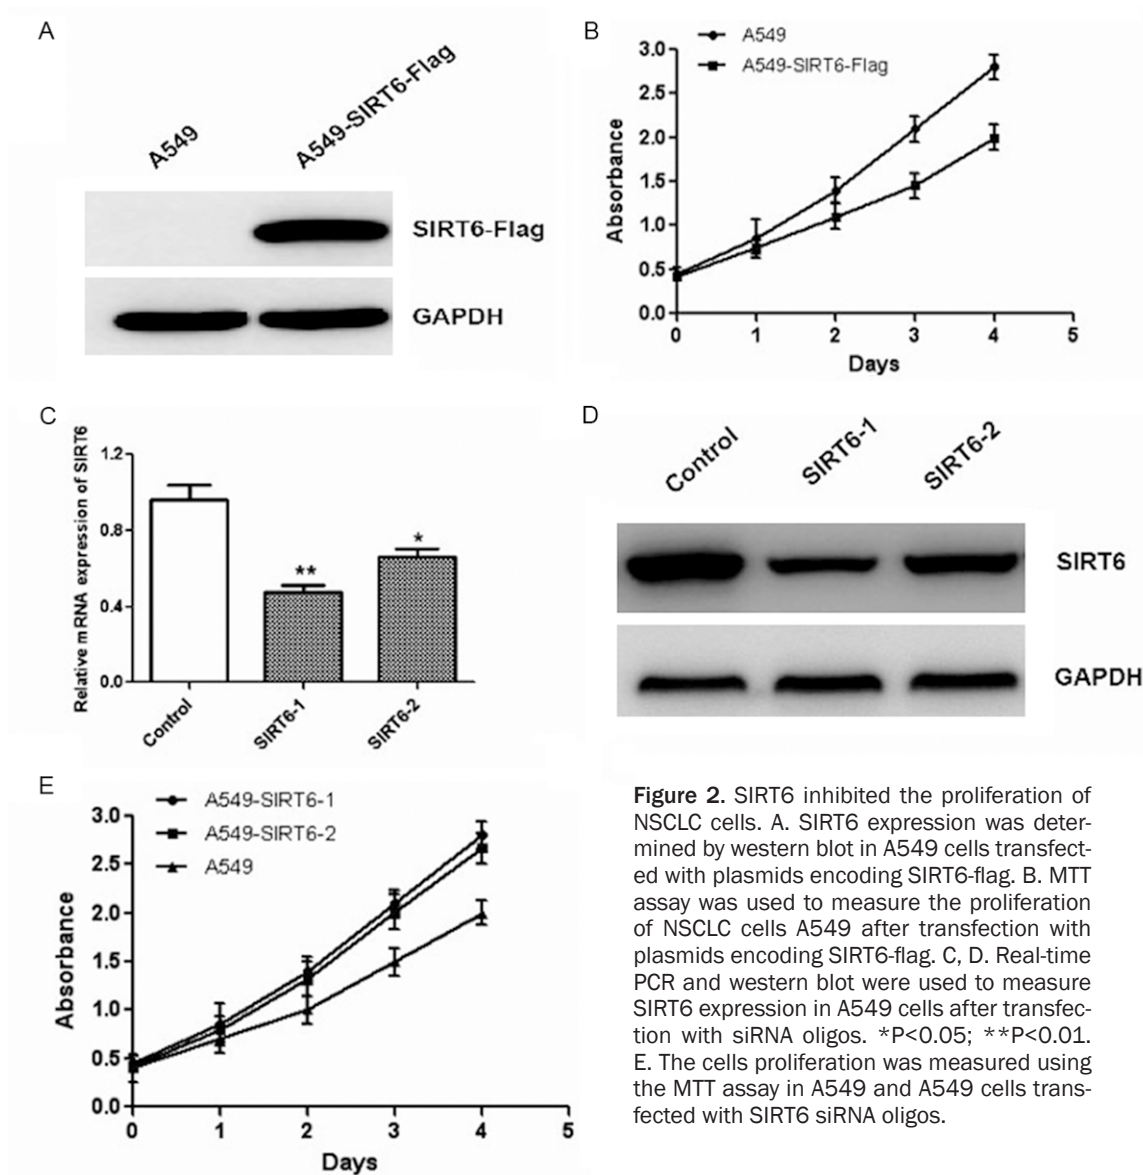 A
A549
A549-SIRT6-Flag
SIRT6-Flag
GAPDH
B
A549
A549-SIRT6-Flag
Absorbance
3.0
2.5
2.0
1.5
1.0
0.5
0.0
0 1 2 3 4 5
Days
C
Relative mRNA expression of SIRT6
1.2
0.8
0.4
0.0
**
*
Control
SIRT6-1
SIRT6-2
D
Control
SIRT6-1
SIRT6-2
SIRT6
GAPDH
E
A549-SIRT6-1
A549-SIRT6-2
A549
Absorbance
3.0
2.5
2.0
1.5
1.0
0.5
0.0
0 1 2 3 4 5
Days
Figure 2. SIRT6 inhibited the proliferation of
NSCLC cells. A. SIRT6 expression was deter-
mined by western blot in A549 cells transfect-
ed with plasmids encoding SIRT6-flag. B. MTT
assay was used to measure the proliferation
of NSCLC cells A549 after transfection with
plasmids encoding SIRT6-flag. C, D. Real-time
PCR and western blot were used to measure
SIRT6 expression in A549 cells after transfec-
tion with siRNA oligos. *P<0.05; **P<0.01.
E. The cells proliferation was measured using
the MTT assay in A549 and A549 cells trans-
fected with SIRT6 siRNA oligos.